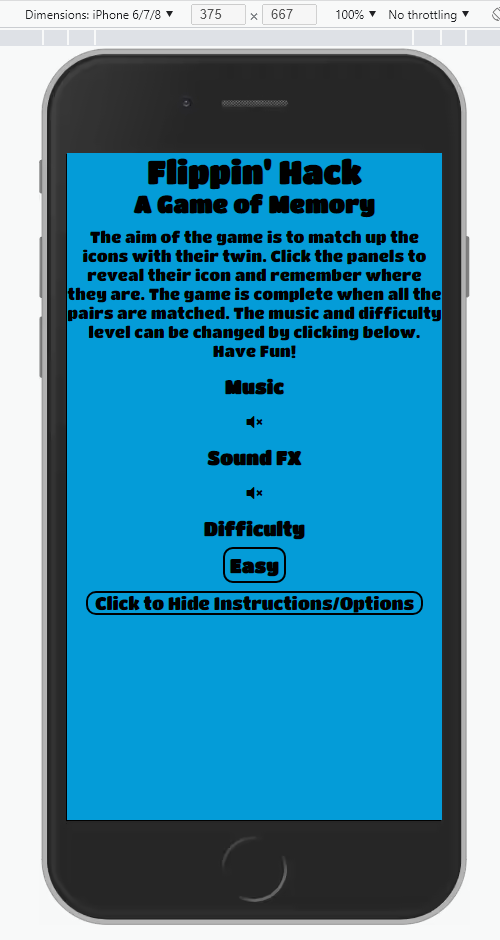 Dimensions: iPhone 6/7/8 ▼ 375 × 667 100% ▼ No throttling ▼
Flippin' Hack
A Game of Memory
The aim of the game is to match up the
icons with their twin. Click the panels to
reveal their icon and remember where
they are. The game is complete when all the
pairs are matched. The music and difficulty
level can be changed by clicking below.
Have Fun!
Music
Sound FX
Difficulty
Easy
Click to Hide Instructions/Options